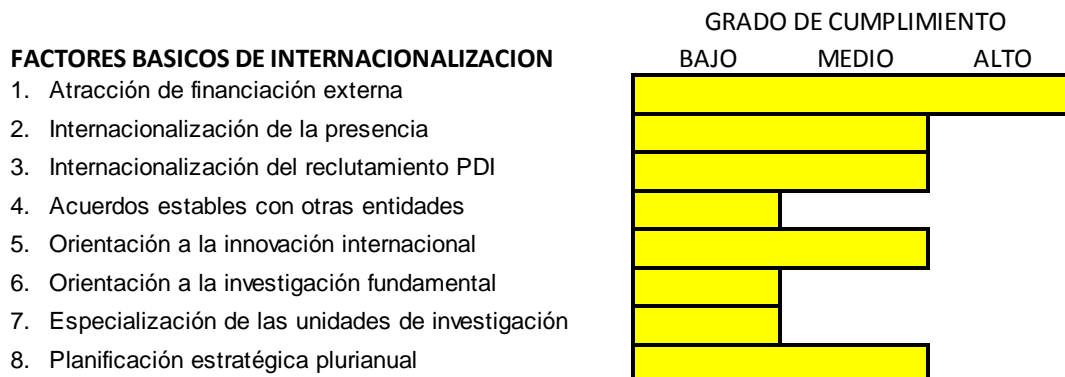 GRADO DE CUMPLIMIENTO
FACTORES BASICOS DE INTERNACIONALIZACION BAJO MEDIO ALTO
1. Atracción de financiación externa
2. Internacionalización de la presencia
3. Internacionalización del reclutamiento PDI
4. Acuerdos estables con otras entidades
5. Orientación a la innovación internacional
6. Orientación a la investigación fundamental
7. Especialización de las unidades de investigación
8. Planificación estratégica plurianual